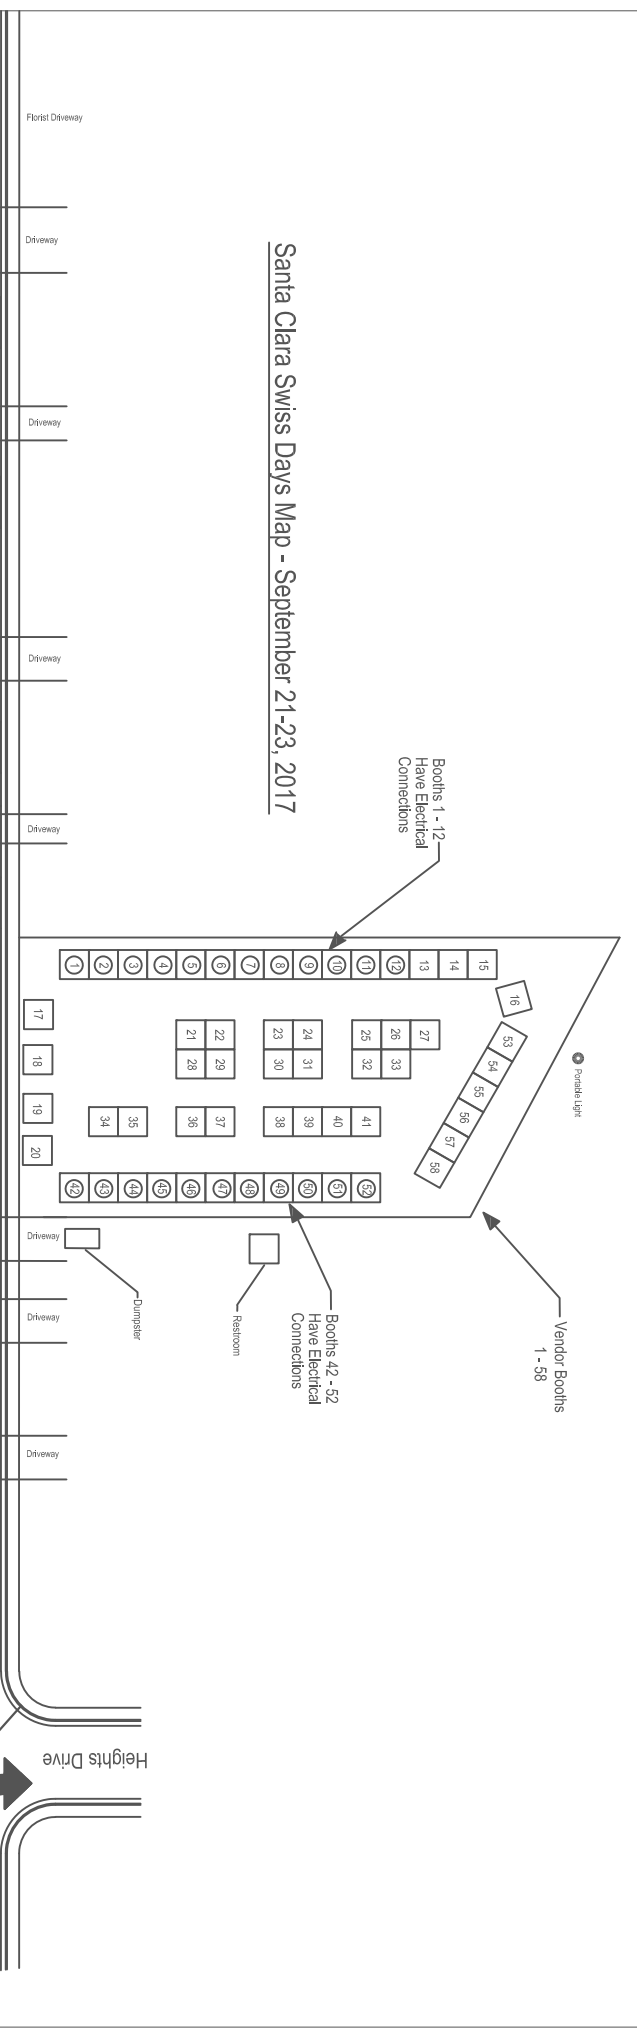 Florist Driveway
Driveway
Driveway
Driveway
Driveway
Santa Clara Swiss Days Map - September 21-23, 2017
Booths 1 - 12
Have Electrical
Connections
1
2
3
4
5
6
7
8
9
10
11
12
13
14
15
16
17
18
19
20
21
22
23
24
25
26
27
28
29
30
31
32
33
34
35
36
37
38
39
40
41
42
43
44
45
46
47
48
49
50
51
52
53
54
55
56
57
58
Portable Light
Driveway
Dumpster
Restroom
Booths 42 - 52
Have Electrical
Connections
Vendor Booths
1 - 58
Driveway
Driveway
Heights Drive